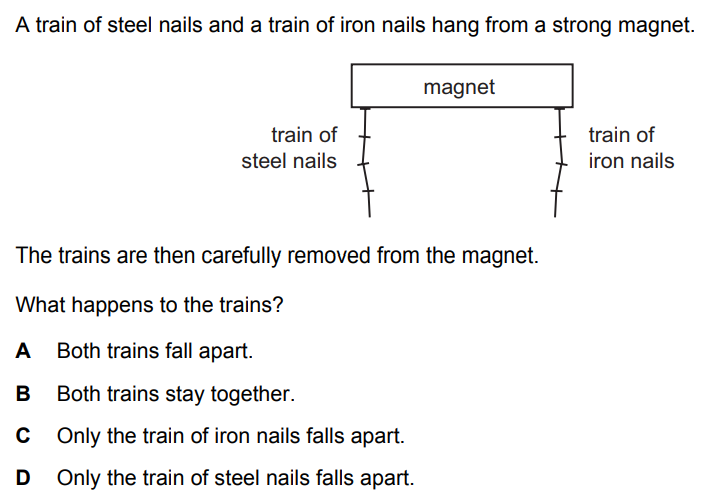 A train of steel nails and a train of iron nails hang from a strong magnet.
magnet
train of
steel nails
train of
iron nails
The trains are then carefully removed from the magnet.
What happens to the trains?
A Both trains fall apart.
B Both trains stay together.
C Only the train of iron nails falls apart.
D Only the train of steel nails falls apart.